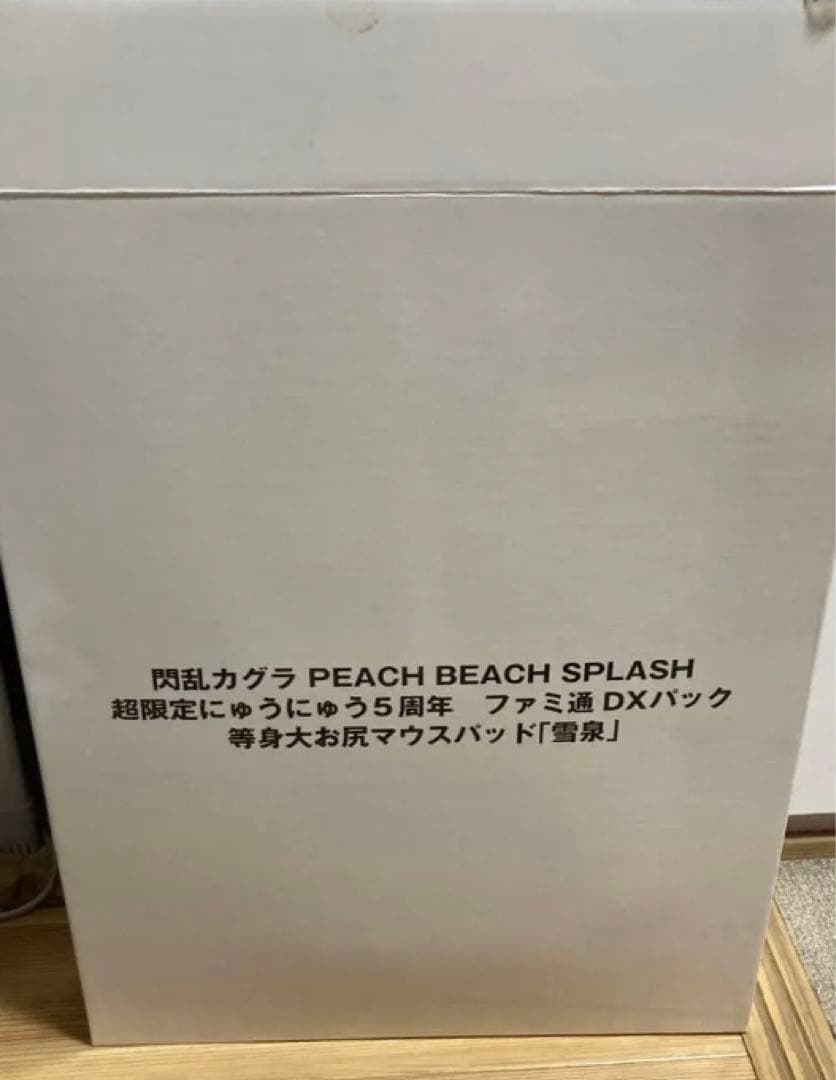 閃乱カグラ PEACH BEACH SPLASH
超限定にゅうにゅう5周年　ファミ通DXパック
等身大お尻マウスパッド「雪泉」